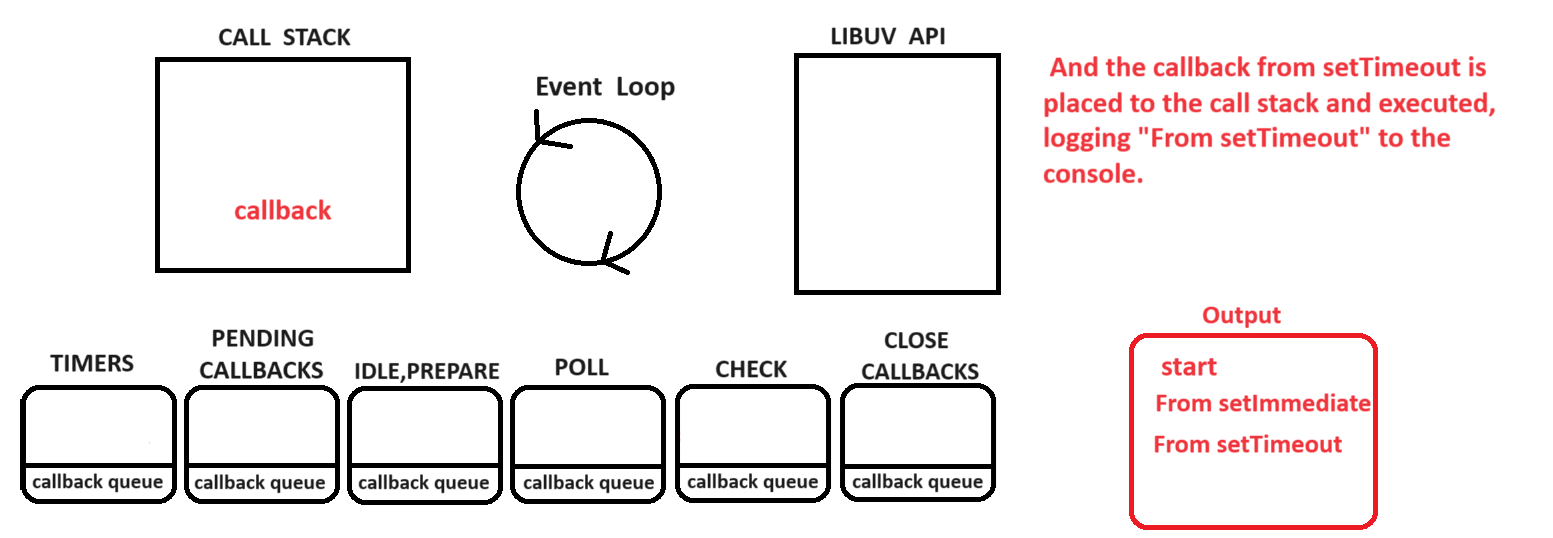 CALL STACK
callback
Event Loop
LIBUV API
And the callback from setTimeout is
placed to the call stack and executed,
logging "From setTimeout" to the
console.
TIMERS
callback queue
PENDING
CALLBACKS
callback queue
IDLE,PREPARE
callback queue
POLL
callback queue
CHECK
callback queue
CLOSE
CALLBACKS
callback queue
Output
start
From setImmediate
From setTimeout